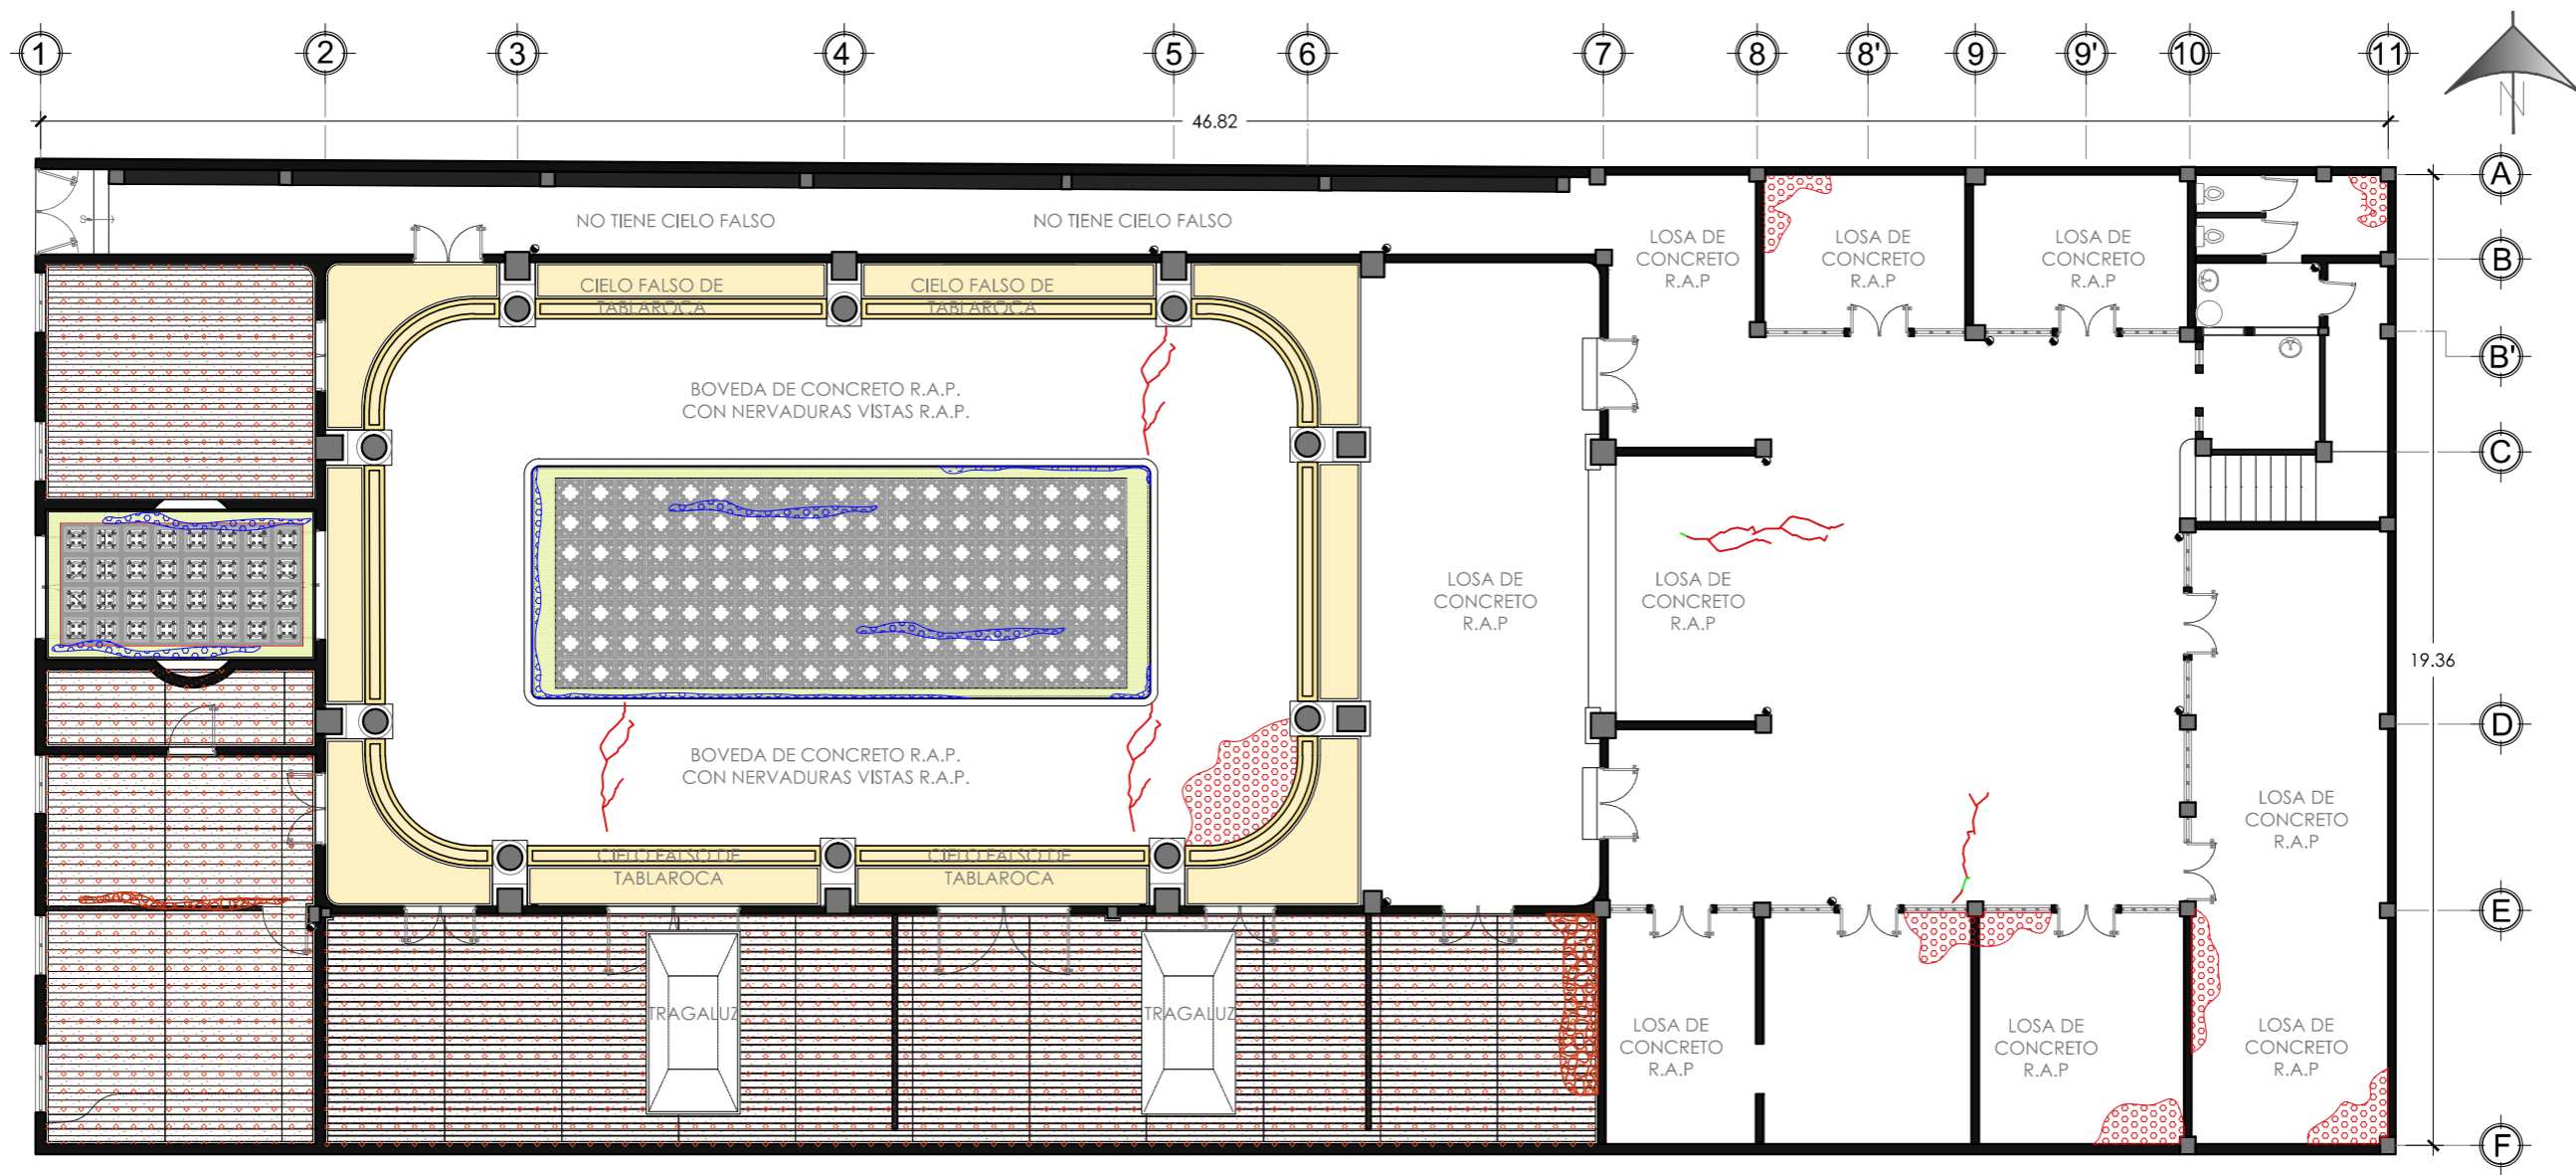 1 2 3 4 5 6 7 8 8' 9 9' 10 11
46.82
N
A
S
NO TIENE CIELO FALSO
NO TIENE CIELO FALSO
LOSA DE
CONCRETO
R.A.P
LOSA DE
CONCRETO
R.A.P
LOSA DE
CONCRETO
R.A.P
B
CIELO FALSO DE
TABLAROCA
CIELO FALSO DE
TABLAROCA
B'
BOVEDA DE CONCRETO R.A.P.
CON NERVADURAS VISTAS R.A.P.
C
LOSA DE
CONCRETO
R.A.P
LOSA DE
CONCRETO
R.A.P
19.36
D
BOVEDA DE CONCRETO R.A.P.
CON NERVADURAS VISTAS R.A.P.
LOSA DE
CONCRETO
R.A.P
CIELO FALSO DE
TABLAROCA
CIELO FALSO DE
TABLAROCA
E
TRAGALUZ
TRAGALUZ
LOSA DE
CONCRETO
R.A.P
LOSA DE
CONCRETO
R.A.P
LOSA DE
CONCRETO
R.A.P
F